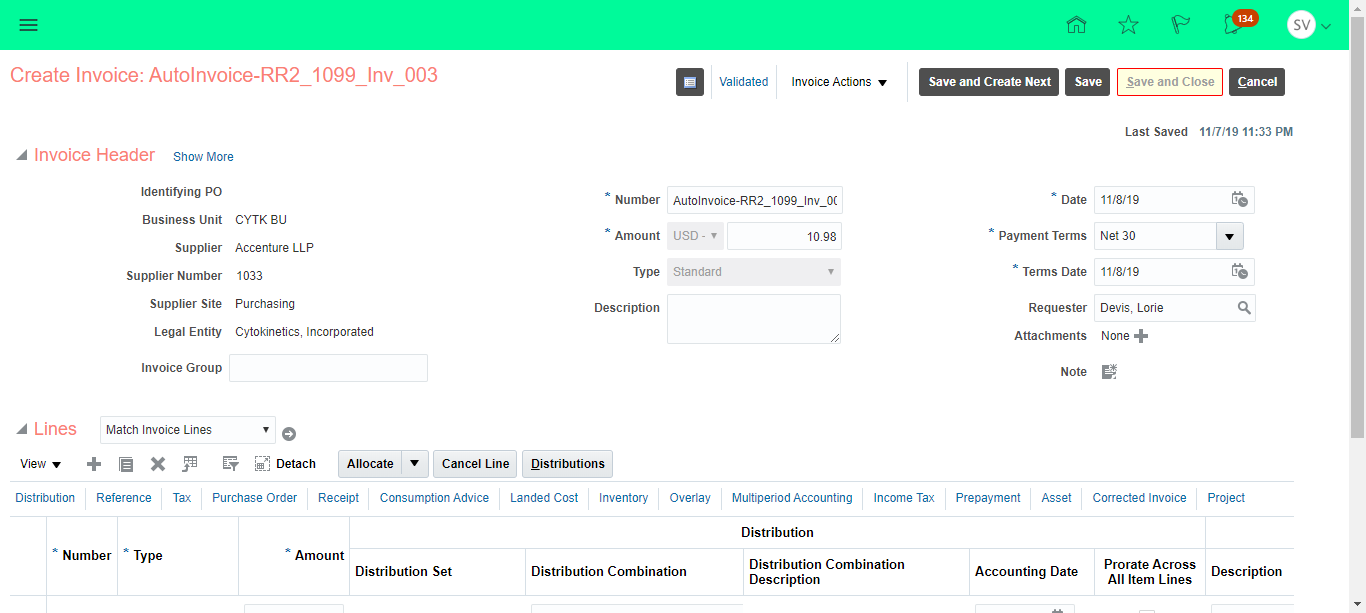 134
SV
Create Invoice: AutoInvoice-RR2_1099_Inv_003
Validated
Invoice Actions
Save and Create Next
Save
Save and Close
Cancel
Last Saved 11/7/19 11:33 PM
Invoice Header
Show More
Identifying PO
Business Unit CYTK BU
Supplier Accenture LLP
Supplier Number 1033
Supplier Site Purchasing
Legal Entity Cytokinetics, Incorporated
Invoice Group
* Number AutoInvoice-RR2_1099_Inv_00
* Amount USD - 10.98
Type Standard
Description
* Date 11/8/19
* Payment Terms Net 30
* Terms Date 11/8/19
Requester Devis, Lorie
Attachments None
Note
Lines
Match Invoice Lines
View
Detach
Allocate
Cancel Line
Distributions
Distribution Reference Tax Purchase Order Receipt Consumption Advice Landed Cost Inventory Overlay Multiperiod Accounting Income Tax Prepayment Asset Corrected Invoice Project
* Number
* Type
* Amount
Distribution
Distribution Set
Distribution Combination
Distribution Combination
Description
Accounting Date
Prorate Across
All Item Lines
Description